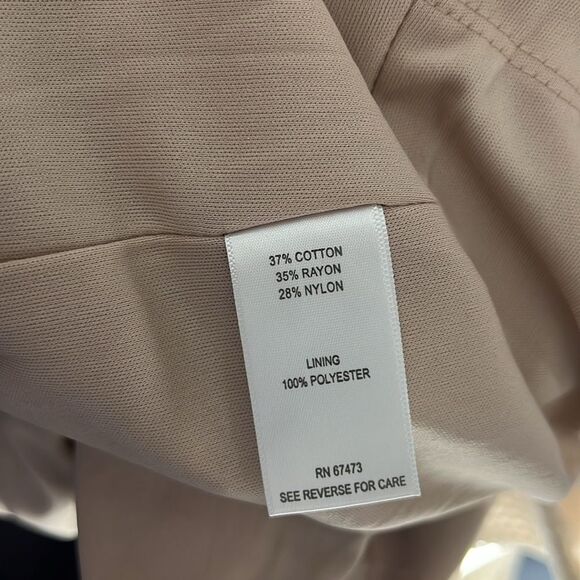 37% COTTON
35% RAYON
28% NYLON
LINING
100% POLYESTER
RN 67473
SEE REVERSE FOR CARE